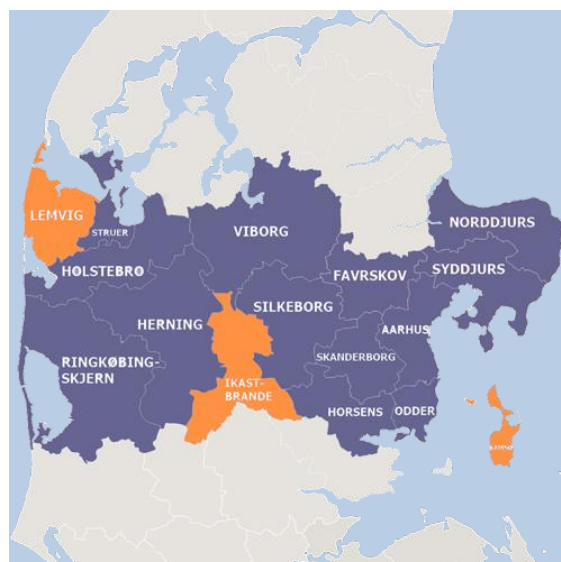 LEMVIG
STRUER
HOLSTEBRO
VIBORG
NORDDJURS
FAVRSKOV
SYDDJURS
SILKEBORG
HERNING
AARHUS
SKANDERBORG
RINGKØBING-
SKJERN
IKAST-
BRANDE
HORSENS
ODDER